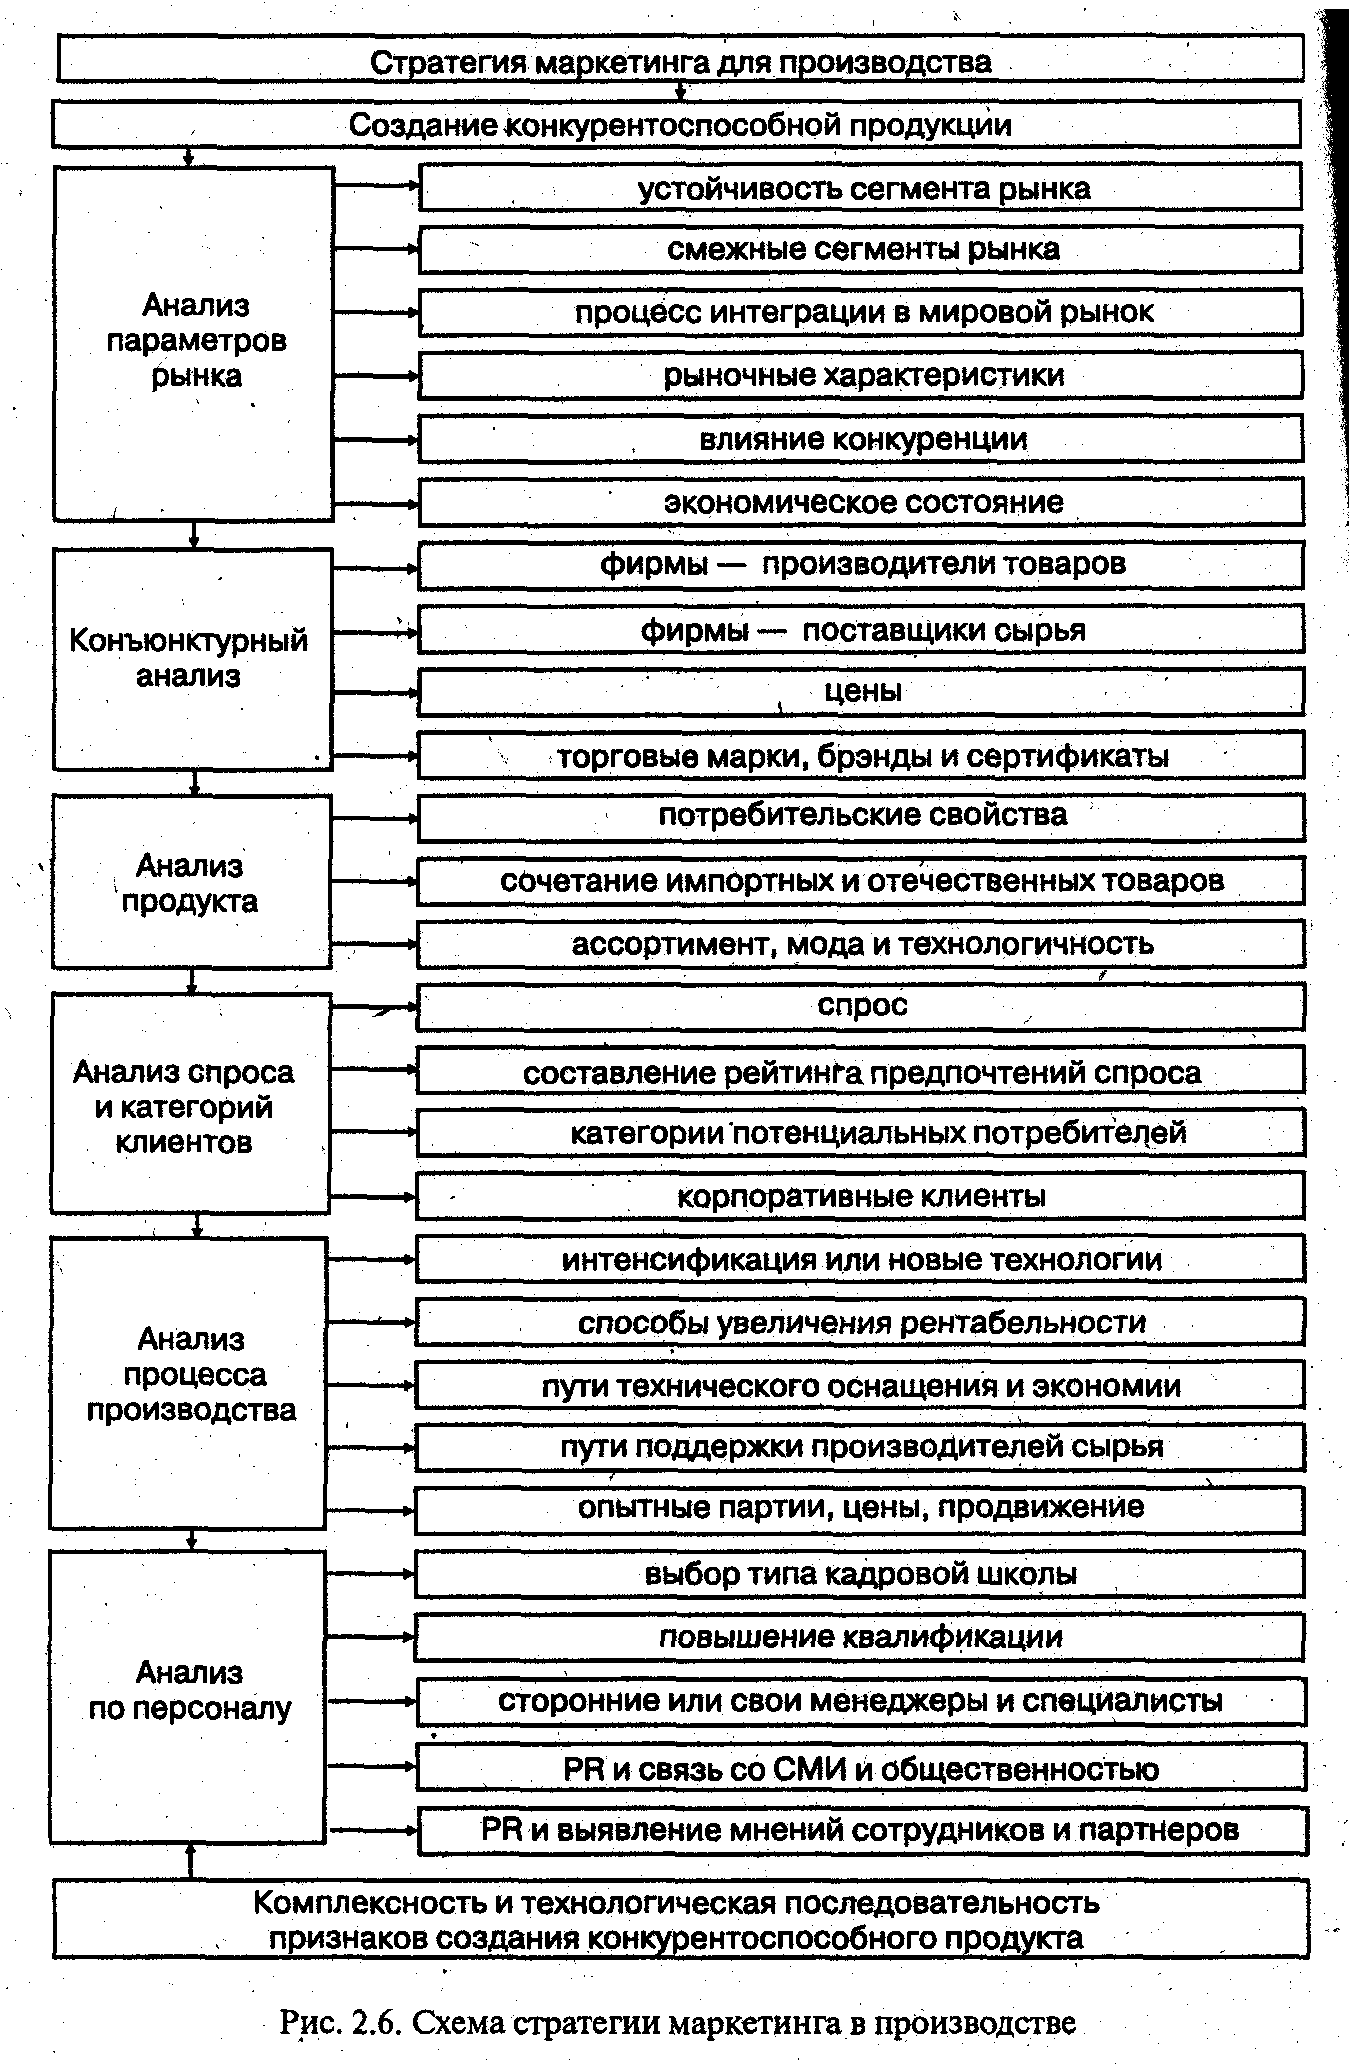 Стратегия маркетинга для производства
Создание конкурентоспособной продукции
Анализ
параметров
рынка
устойчивость сегмента рынка
смежные сегменты рынка
процесс интеграции в мировой рынок
рыночные характеристики
влияние конкуренции
экономическое состояние
Конъюнктурный
анализ
фирмы — производители товаров
фирмы — поставщики сырья
цены
торговые марки, брэнды и сертификаты
Анализ
продукта
потребительские свойства
сочетание импортных и отечественных товаров
ассортимент, мода и технологичность
Анализ спроса
и категорий
клиентов
спрос
составление рейтинга предпочтений спроса
категории потенциальных потребителей
корпоративные клиенты
Анализ
процесса
производства
интенсификация или новые технологии
способы увеличения рентабельности
пути технического оснащения и экономии
пути поддержки производителей сырья
опытные партии, цены, продвижение
Анализ
по персоналу
выбор типа кадровой школы
повышение квалификации
сторонние или свои менеджеры и специалисты
PR и связь со СМИ и общественностью
PR и выявление мнений сотрудников и партнеров
Комплексность и технологическая последовательность
признаков создания конкурентоспособного продукта
Рис. 2.6. Схема стратегии маркетинга в производстве